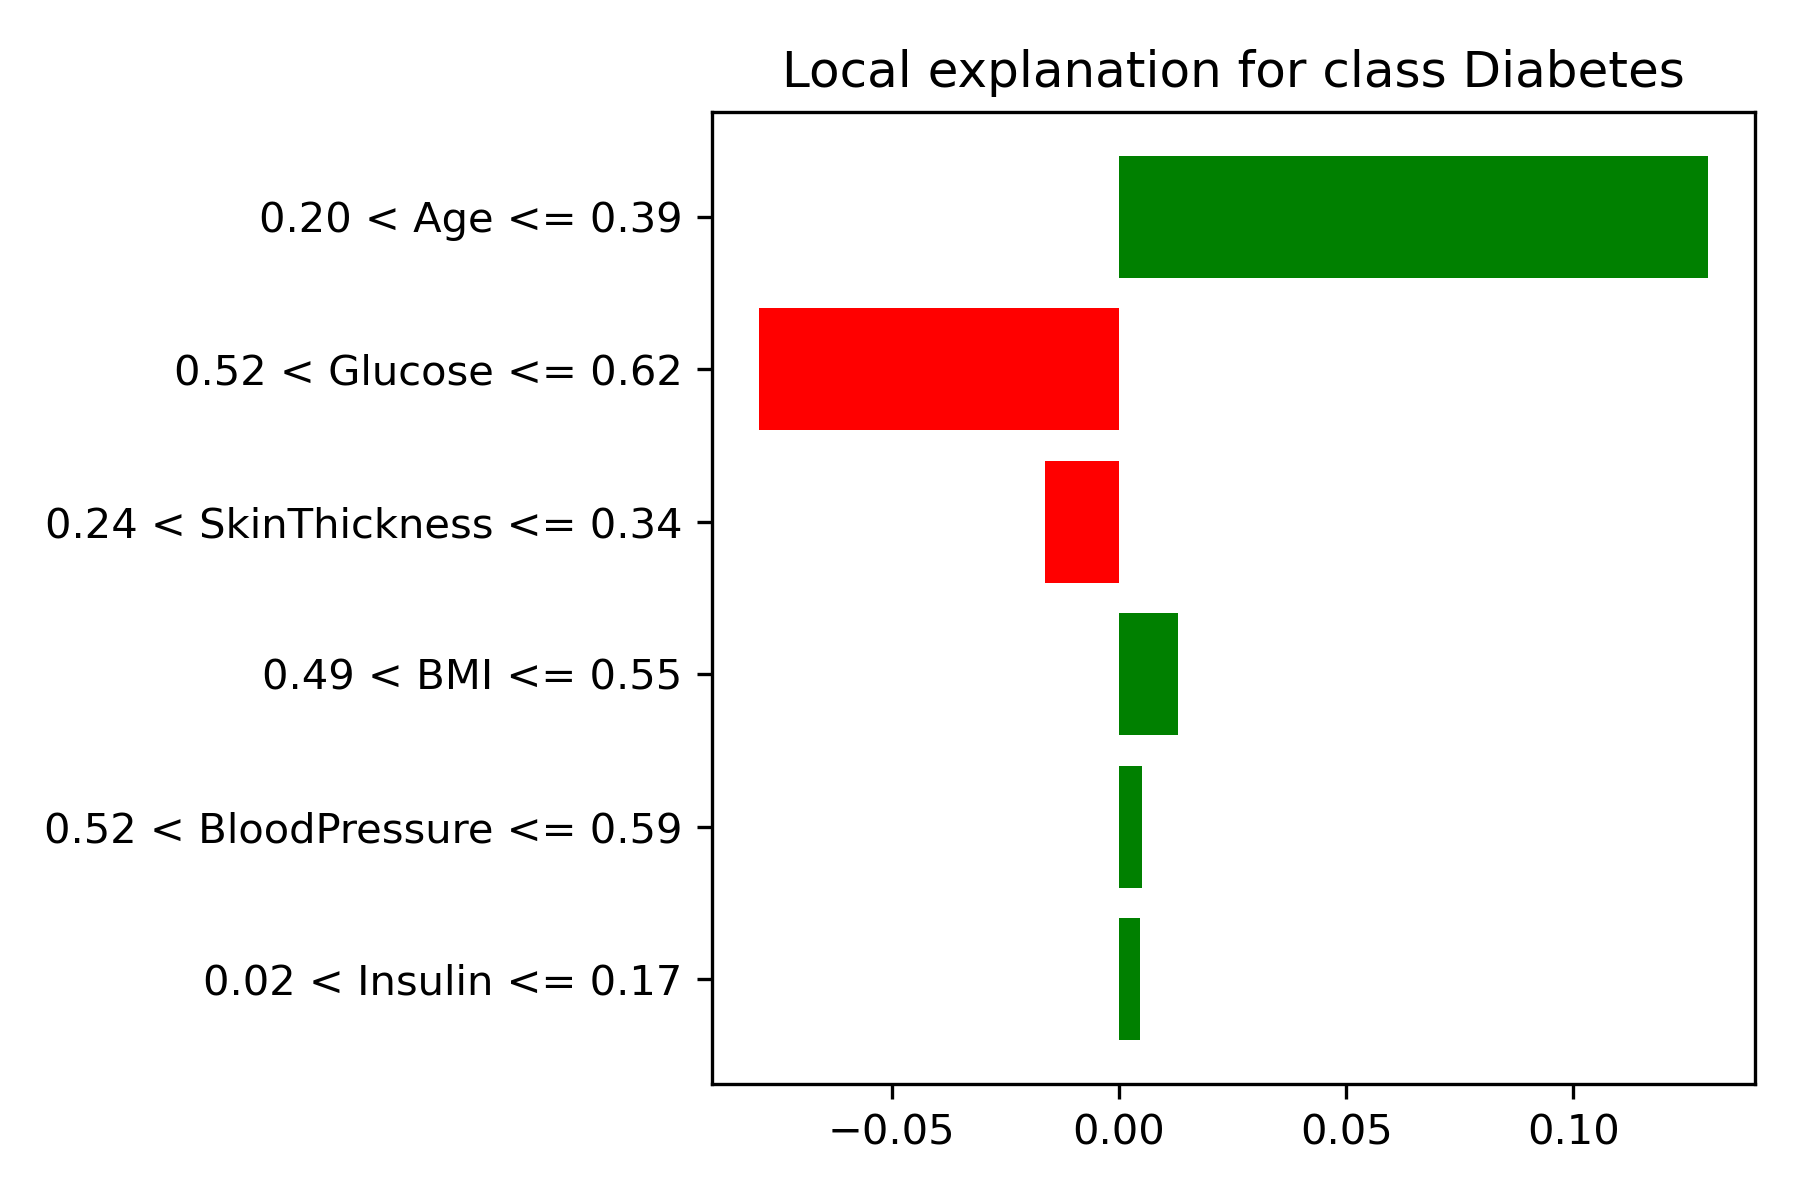 Local explanation for class Diabetes
0.20 < Age <= 0.39
0.52 < Glucose <= 0.62
0.24 < SkinThickness <= 0.34
0.49 < BMI <= 0.55
0.52 < BloodPressure <= 0.59
0.02 < Insulin <= 0.17
−0.05 0.00 0.05 0.10